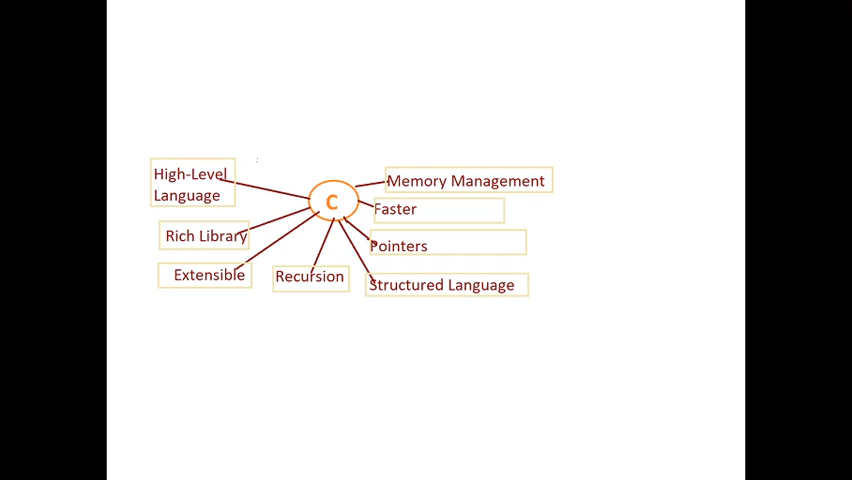 High-Level
Language
Rich Library
Extensible
Recursion
C
Memory Management
Faster
Pointers
Structured Language